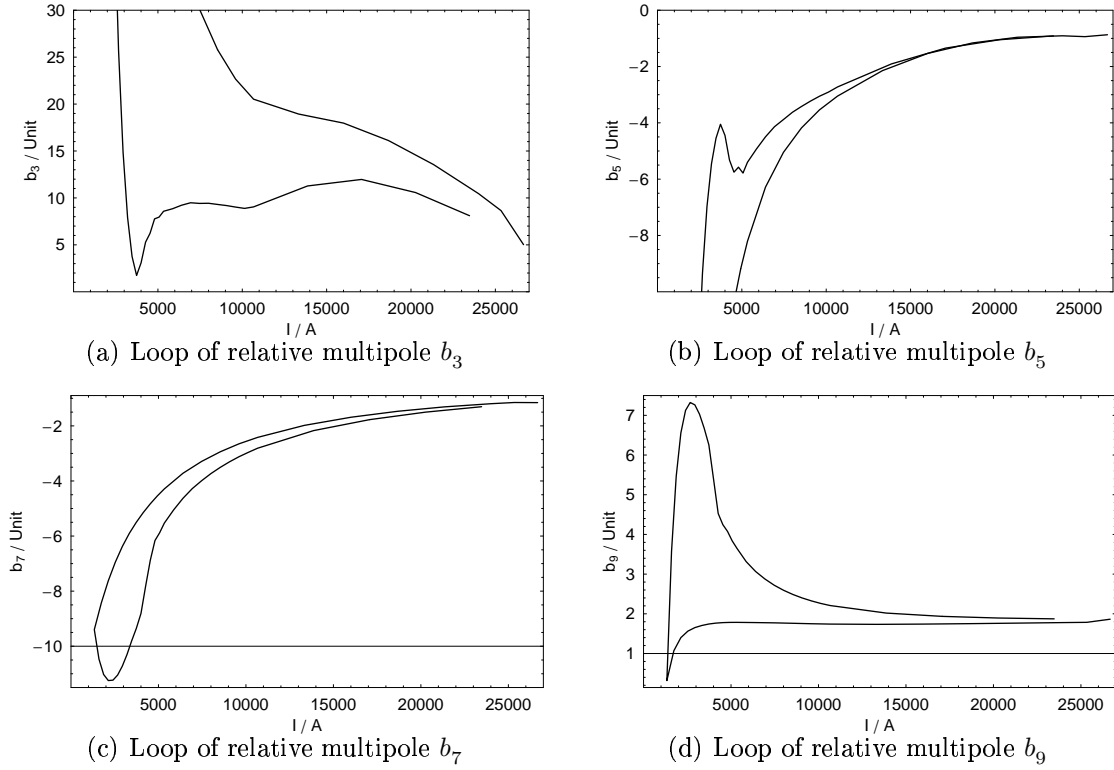 30
25
20
15
10
5
b₃ / Unit
5000 10000 15000 20000 25000
I / A
(a) Loop of relative multipole b₃
0
−2
−4
−6
−8
b₅ / Unit
5000 10000 15000 20000 25000
I / A
(b) Loop of relative multipole b₅
−2
−4
−6
−8
−10
b₇ / Unit
5000 10000 15000 20000 25000
I / A
(c) Loop of relative multipole b₇
7
6
5
4
3
2
1
b₉ / Unit
5000 10000 15000 20000 25000
I / A
(d) Loop of relative multipole b₉